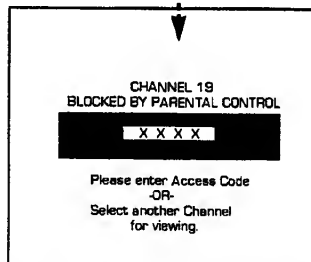 CHANNEL 19
BLOCKED BY PARENTAL CONTROL
X X X X
Please enter Access Code
-OR-
Select another Channel
for viewing.